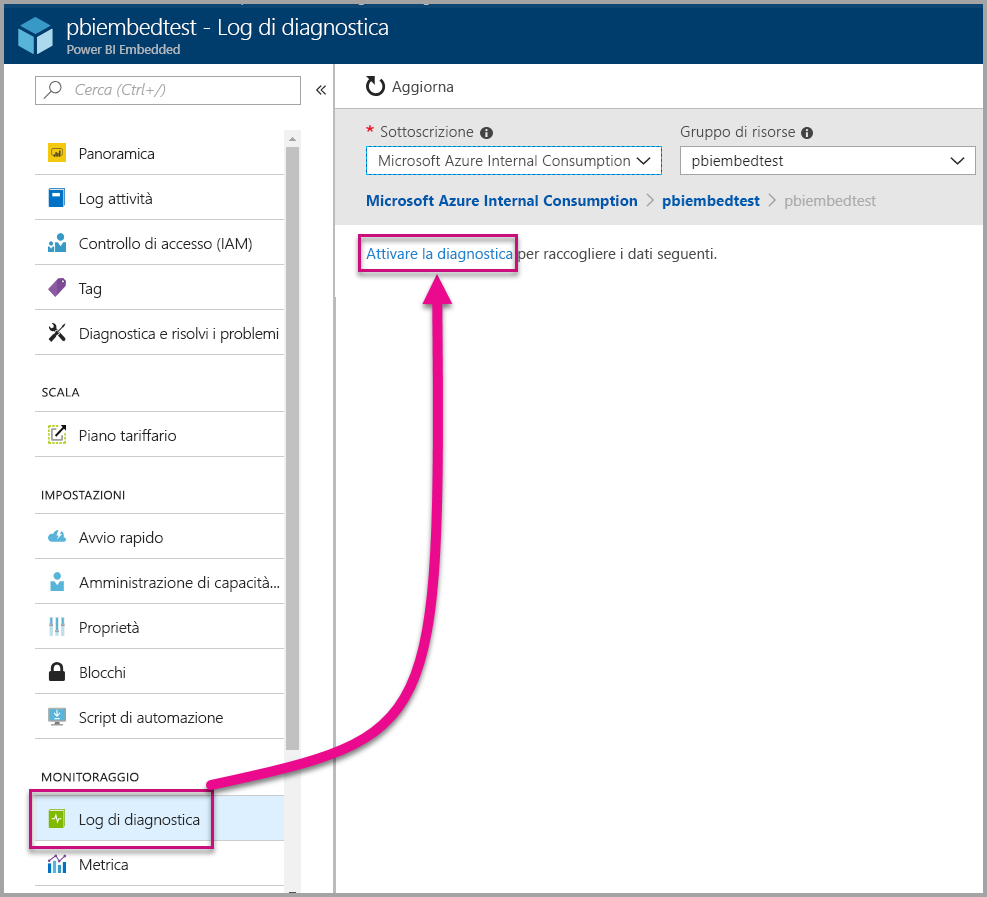 pbiembedtest - Log di diagnostica
Power BI Embedded
Cerca (Ctrl+/)
«
Panoramica
Log attività
Controllo di accesso (IAM)
Tag
Diagnostica e risolvi i problemi
SCALA
Piano tariffario
IMPOSTAZIONI
Avvio rapido
Amministrazione di capacità...
Proprietà
Blocchi
Script di automazione
MONITORAGGIO
Log di diagnostica
Metrica
Aggiorna
* Sottoscrizione
Gruppo di risorse
Microsoft Azure Internal Consumption
pbiembedtest
Microsoft Azure Internal Consumption > pbiembedtest > pbiembedtest
Attivare la diagnostica per raccogliere i dati seguenti.